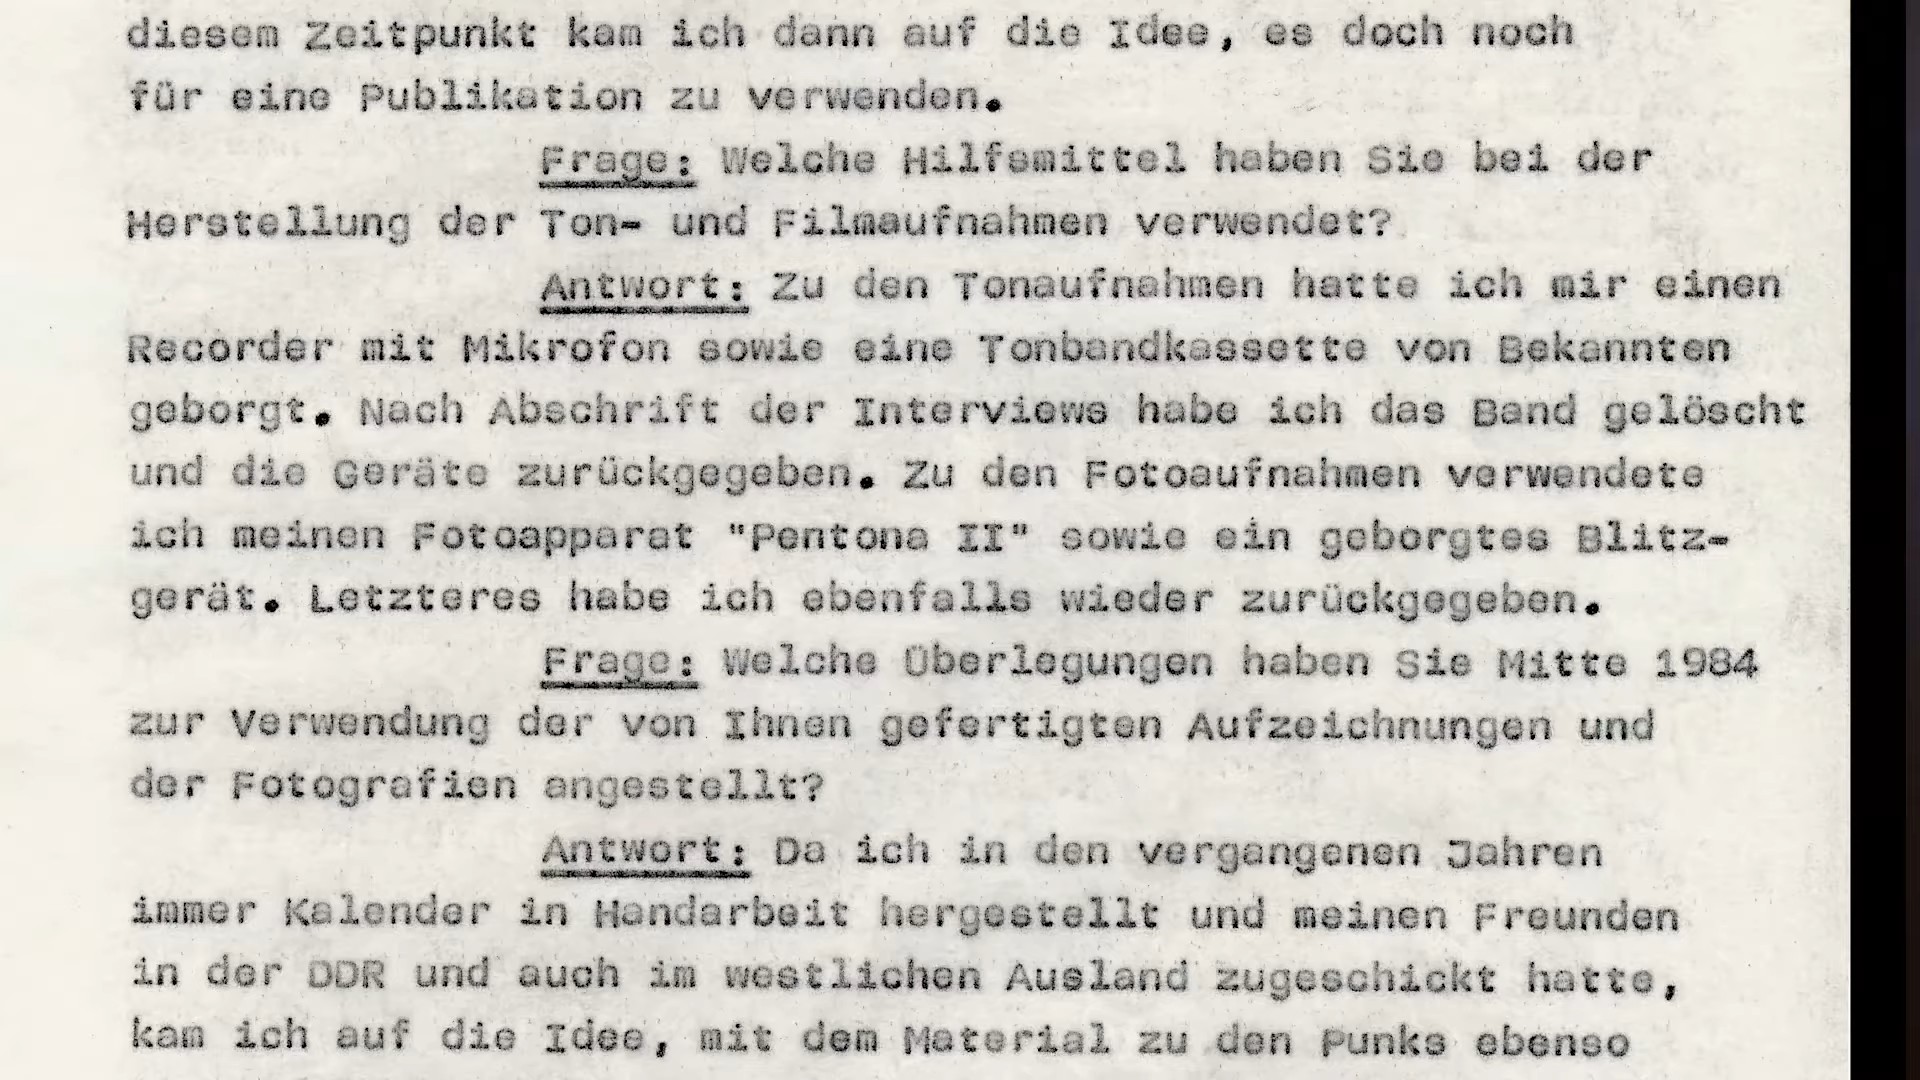 diesem Zeitpunkt kam ich dann auf die Idee, es doch noch
für eine Publikation zu verwenden.
Frage: Welche Hilfsmittel haben Sie bei der
Herstellung der Ton- und Filmaufnahmen verwendet?
Antwort: Zu den Tonaufnahmen hatte ich mir einen
Recorder mit Mikrofon sowie eine Tonbandkassette von Bekannten
geborgt. Nach Abschrift der Interviews habe ich das Band gelöscht
und die Geräte zurückgegeben. Zu den Fotoaufnahmen verwendete
ich meinen Fotoapparat "Pentona II" sowie ein geborgtes Blitz-
gerät. Letzteres habe ich ebenfalls wieder zurückgegeben.
Frage: Welche Überlegungen haben Sie Mitte 1984
zur Verwendung der von Ihnen gefertigten Aufzeichnungen und
der Fotografien angestellt?
Antwort: Da ich in den vergangenen Jahren
immer Kalender in Handarbeit hergestellt und meinen Freunden
in der DDR und auch im westlichen Ausland zugeschickt hatte,
kam ich auf die Idee, mit dem Material zu den Punks ebenso